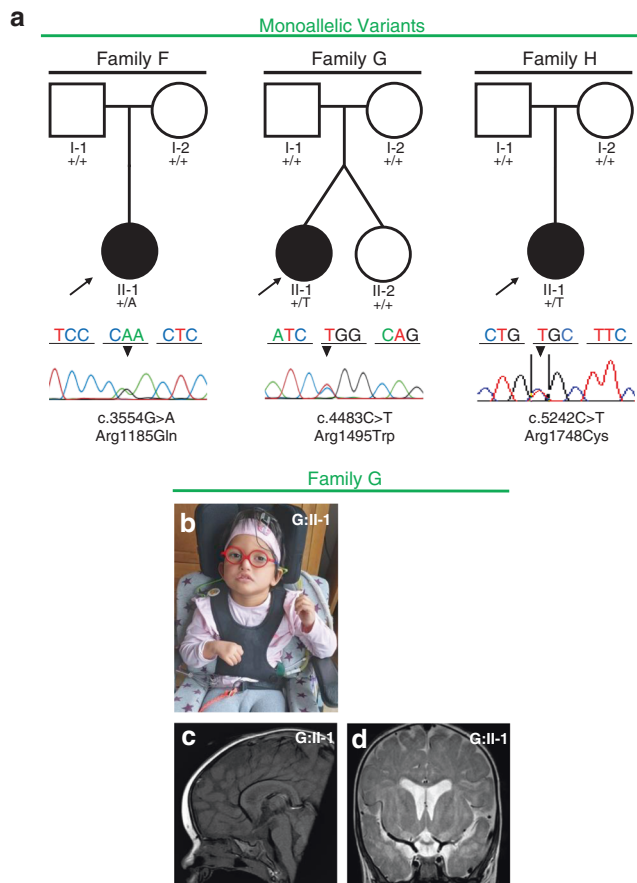 a
Monoallelic Variants
Family F Family G Family H
I-1 I-2 I-1 I-2 I-1 I-2
+/+ +/+ +/+ +/+ +/+ +/+
II-1 II-1 II-2 II-1
+/A +/T +/+ +/T
TCC CAA CTC ATC TGG CAG CTG TGC TTC
c.3554G>A c.4483C>T c.5242C>T
Arg1185Gln Arg1495Trp Arg1748Cys
Family G
b G:II-1
c G:II-1 d G:II-1